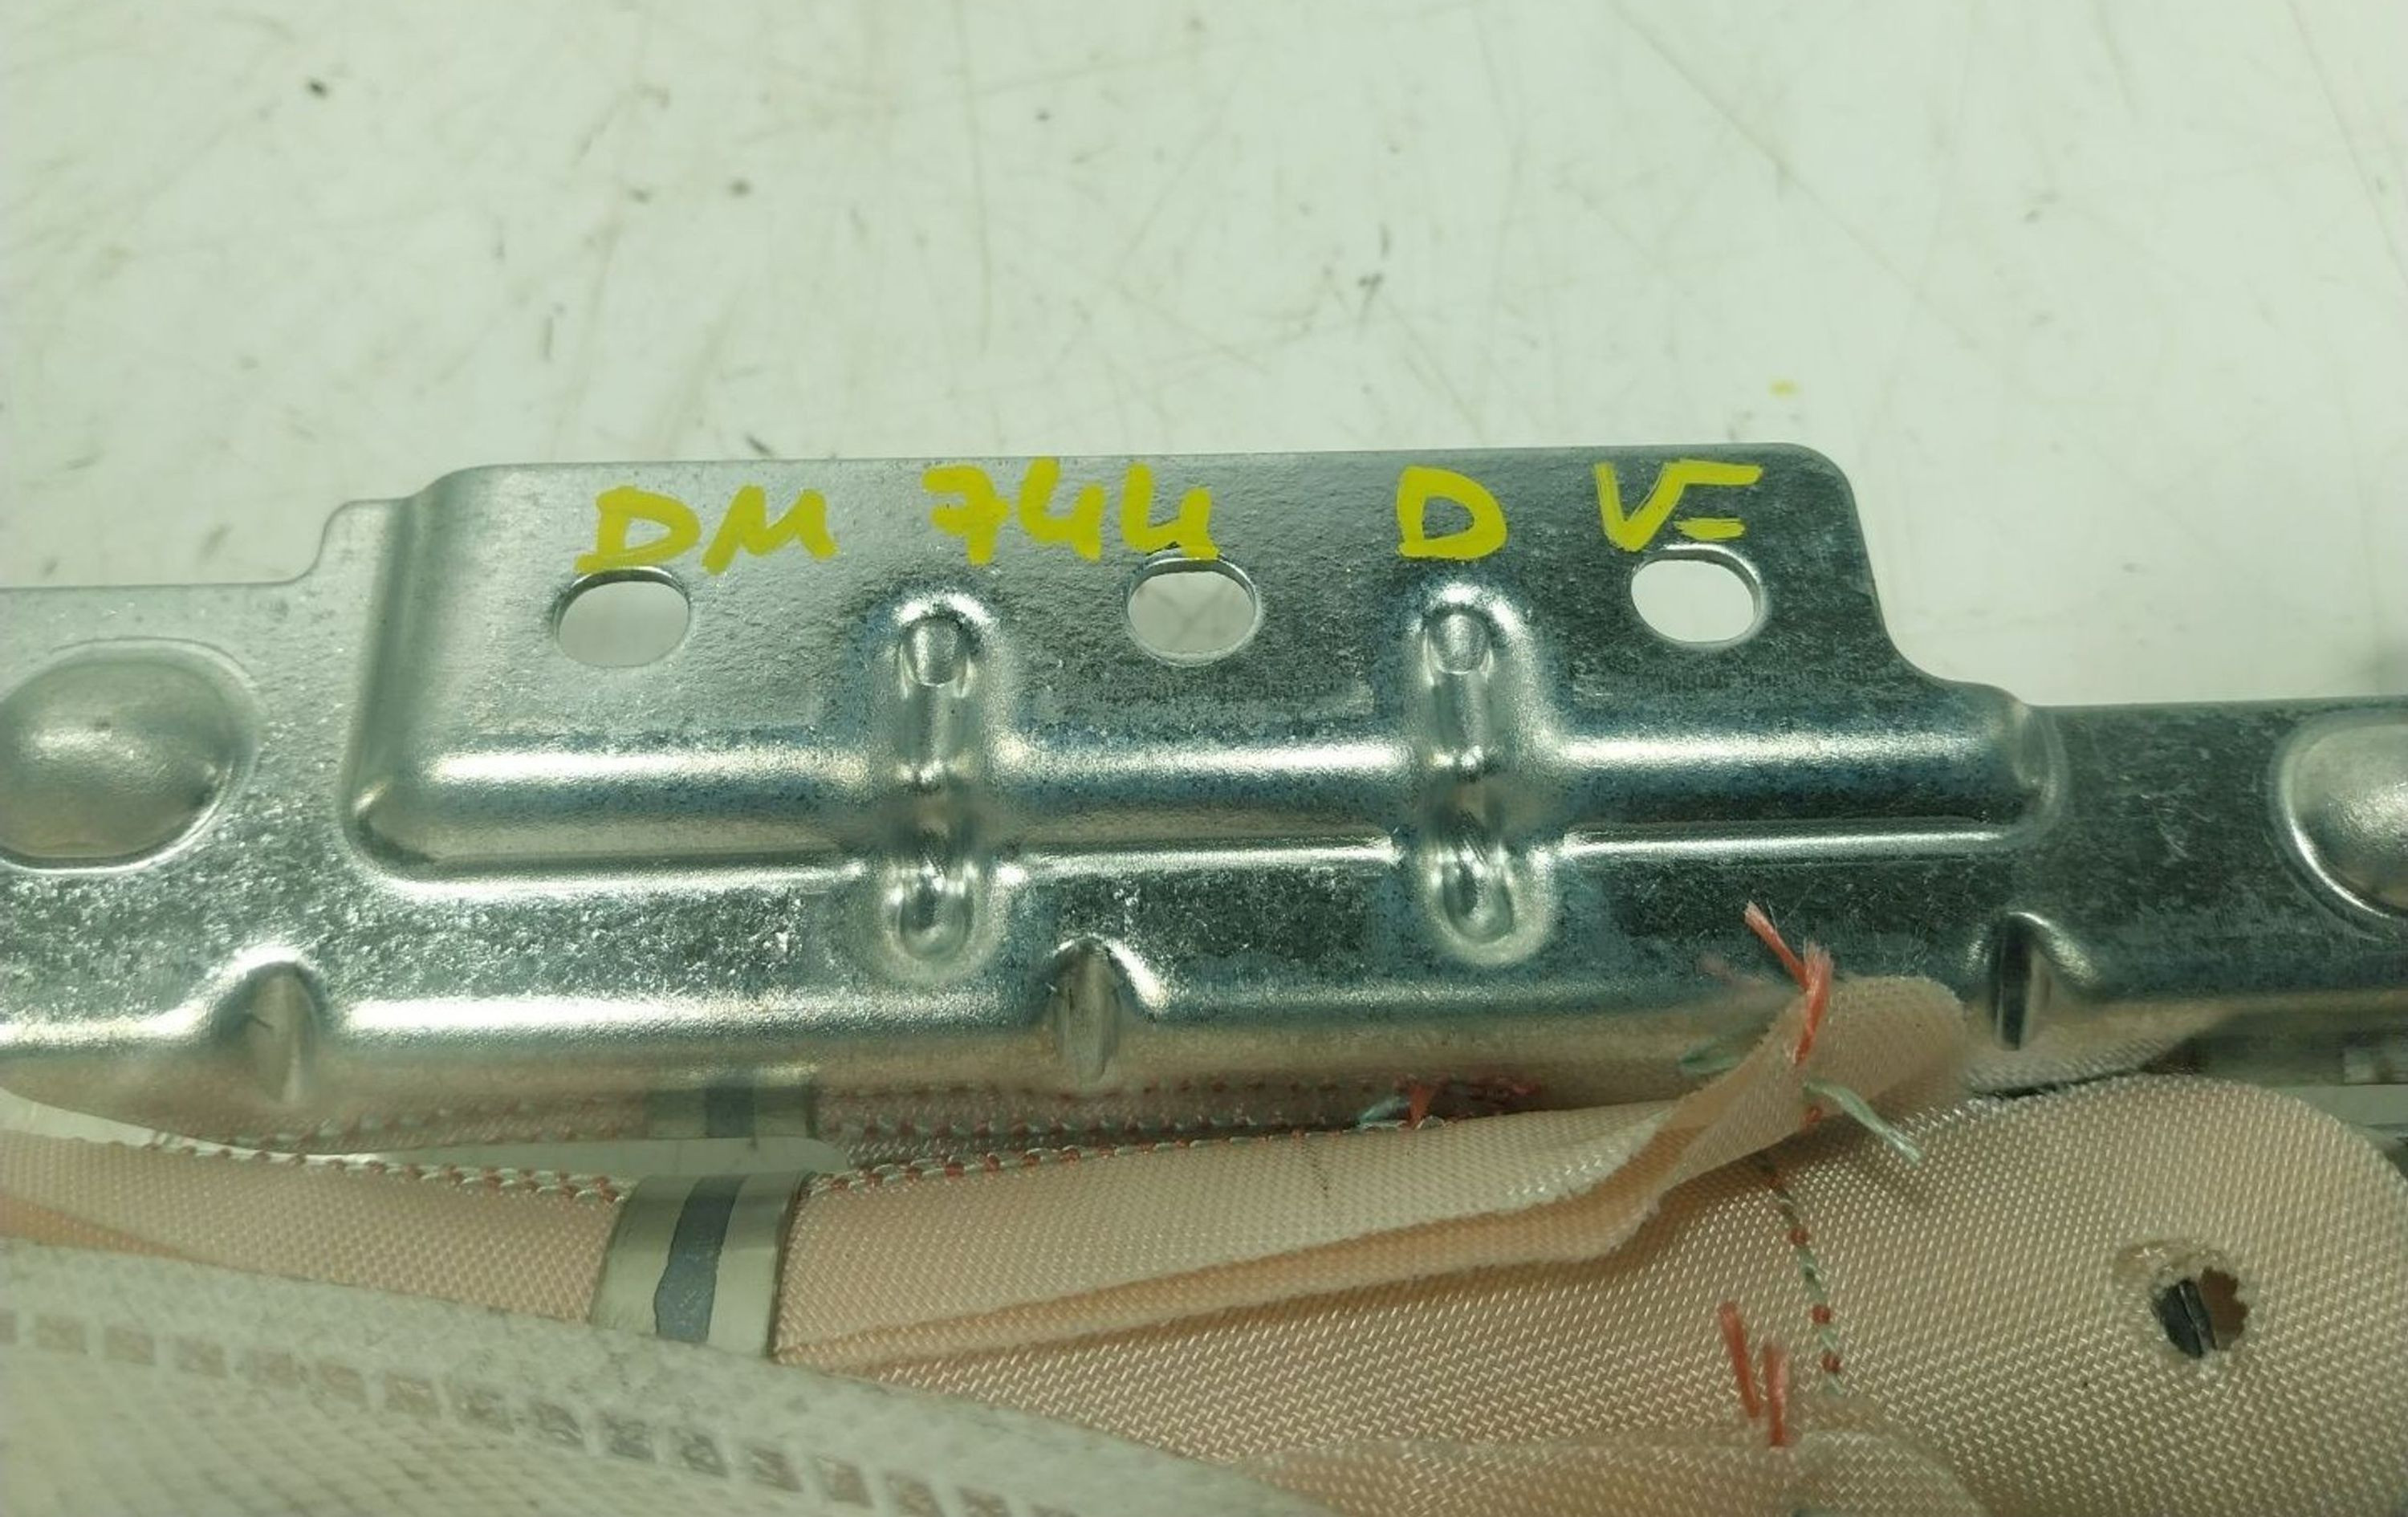 DM 744 D V=